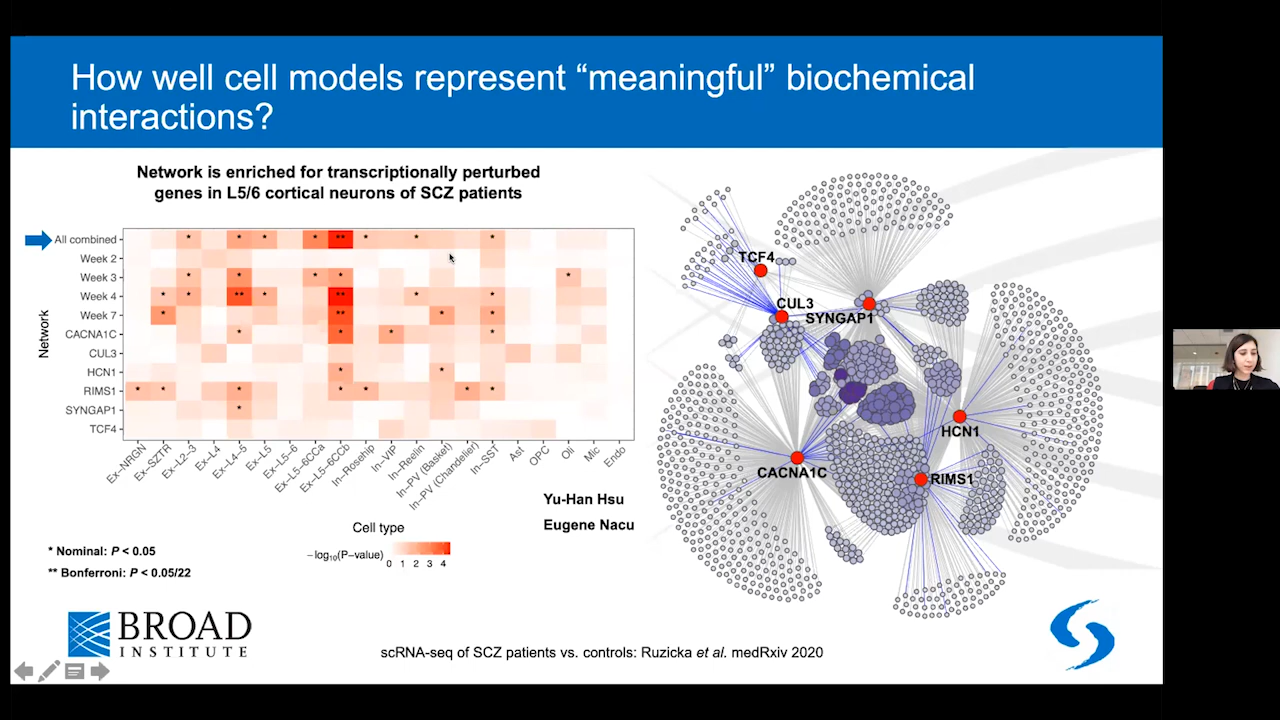 How well cell models represent “meaningful” biochemical
interactions?
Network is enriched for transcriptionally perturbed
genes in L5/6 cortical neurons of SCZ patients
Network
All combined
Week 2
Week 3
Week 4
Week 7
CACNA1C
CUL3
HCN1
RIMS1
SYNGAP1
TCF4
* * * * ** * * *
* * * * *
* * ** * ** * *
* ** * *
* * * *
* *
* * * * * * *
*
Ex−NRGN
Ex−SZTR
Ex−L2−3
Ex−L4
Ex−L4−5
Ex−L5
Ex−L5−6
Ex−L5−6CCa
Ex−L5−6CCb
In−Rosehip
In−VIP
In−Reelin
In−PV (Basket)
In−PV (Chandelier)
In−SST
Ast
OPC
Oli
Mic
Endo
Cell type
−log10(P−value)
0 1 2 3 4
* Nominal: P < 0.05
** Bonferroni: P < 0.05/22
Yu-Han Hsu
Eugene Nacu
TCF4
CUL3
SYNGAP1
HCN1
CACNA1C
RIMS1
BROAD
INSTITUTE
scRNA-seq of SCZ patients vs. controls: Ruzicka et al. medRxiv 2020